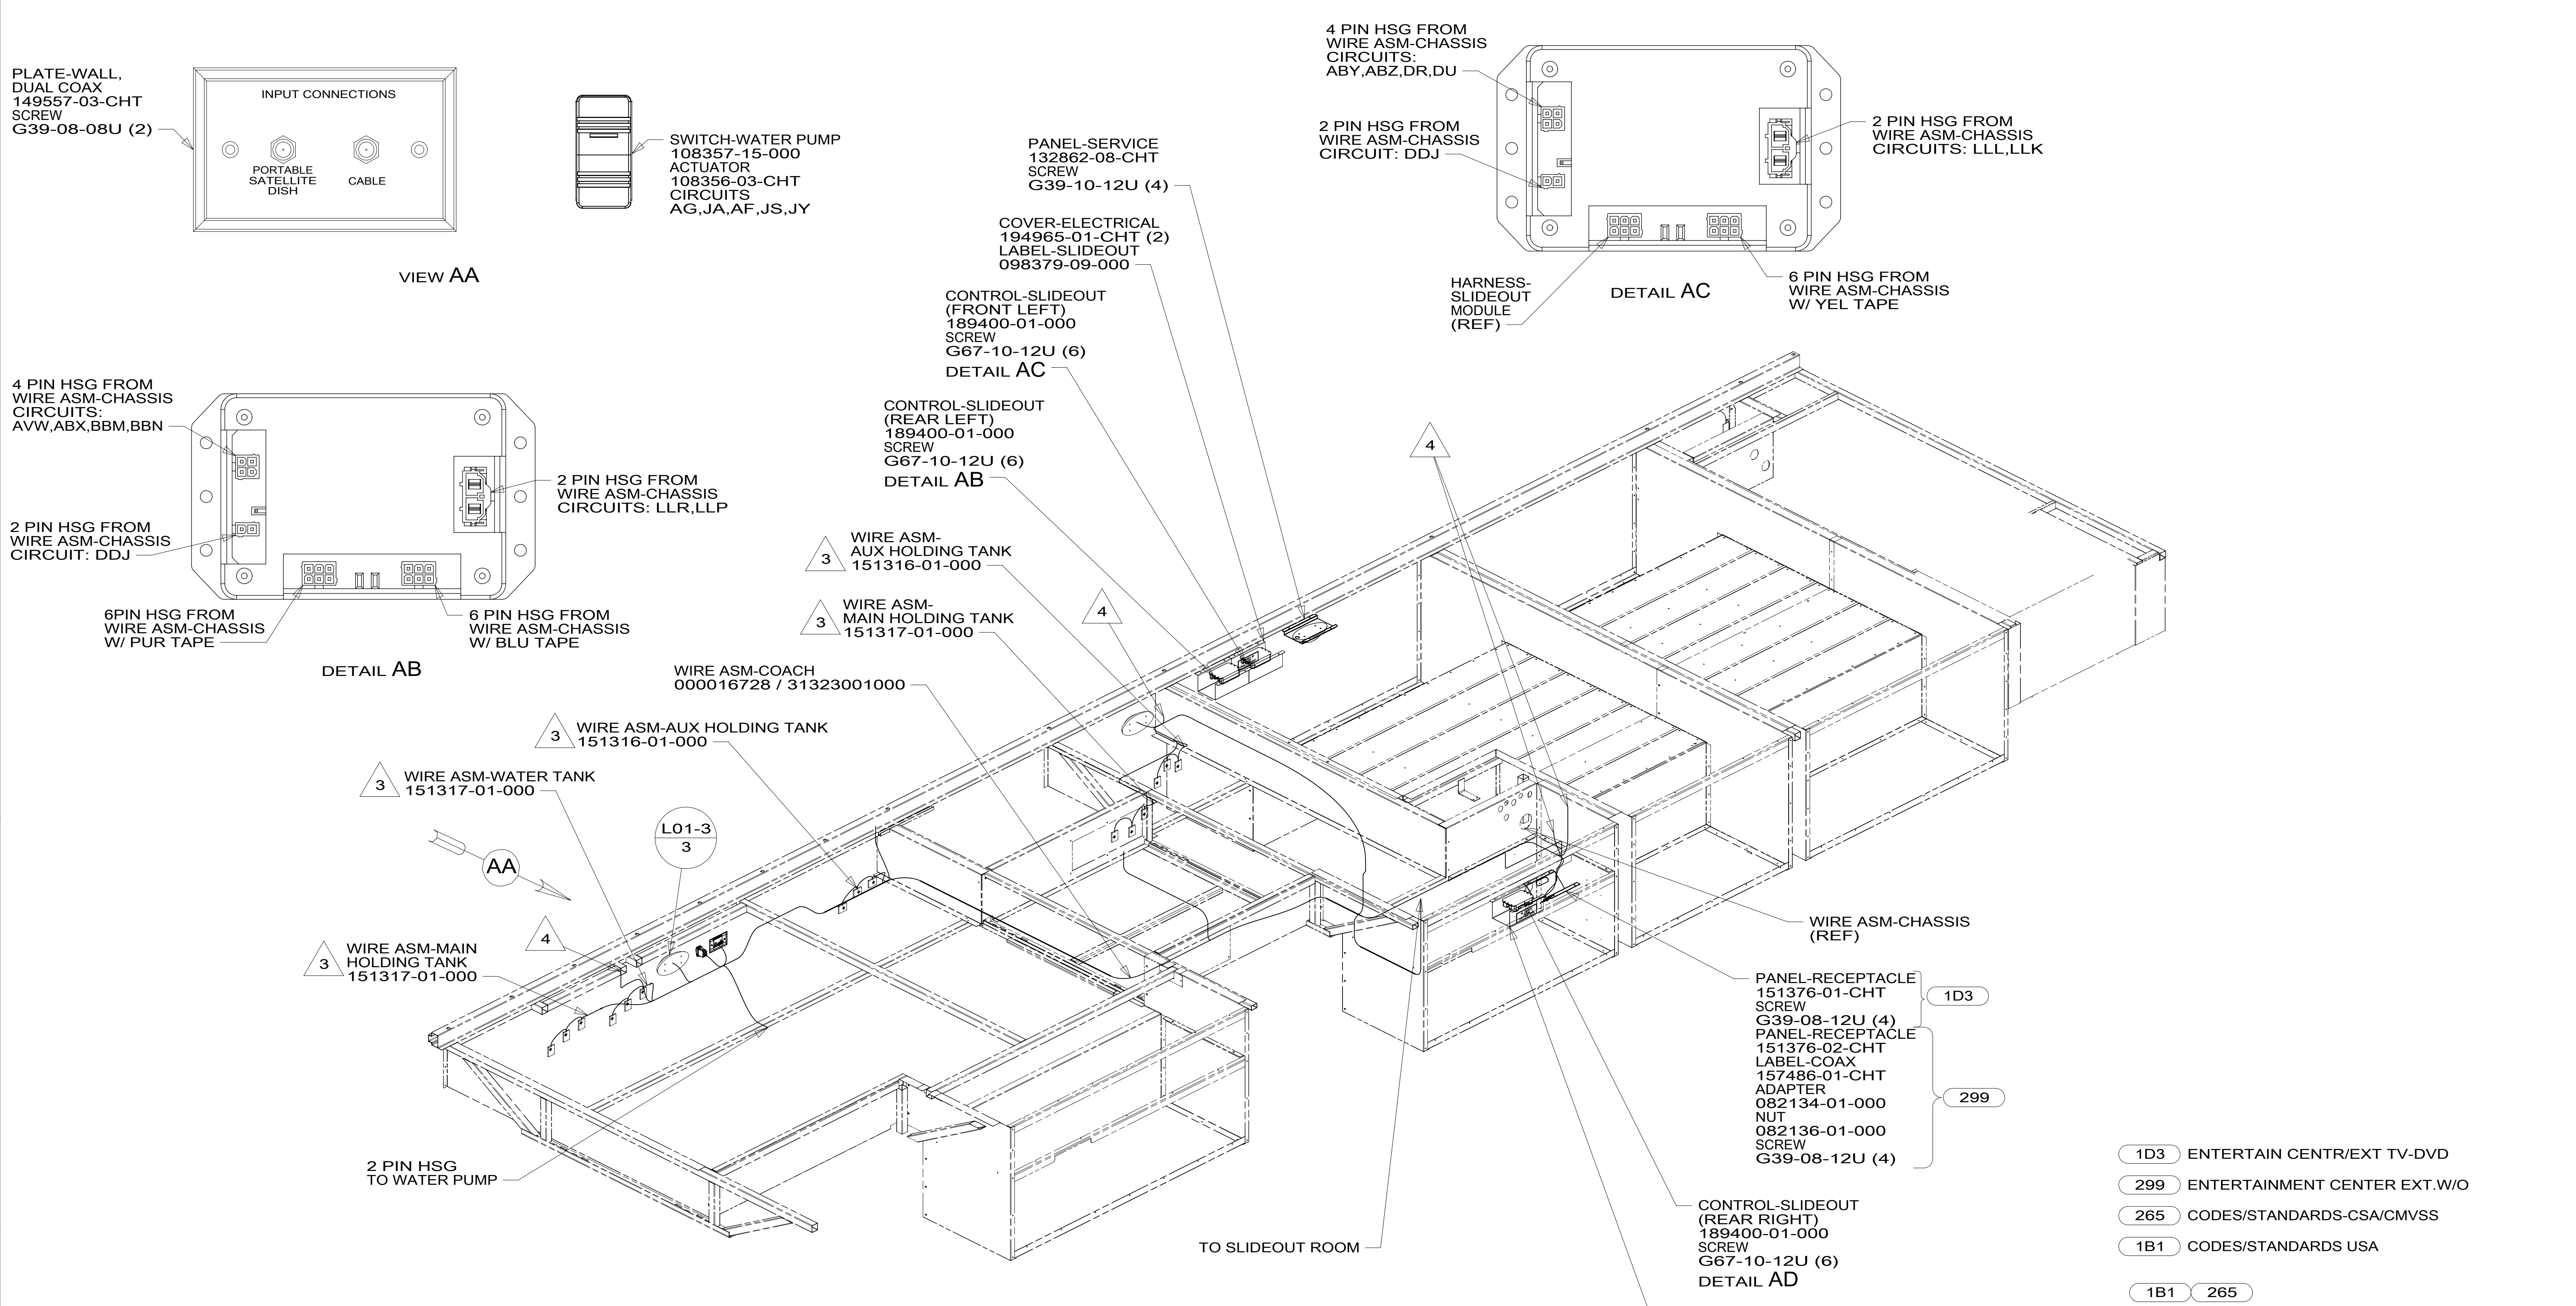 PLATE-WALL,
DUAL COAX
149557-03-CHT
SCREW
G39-08-08U (2)
INPUT CONNECTIONS
PORTABLE
SATELLITE
DISH
CABLE
VIEW AA
SWITCH-WATER PUMP
108357-15-000
ACTUATOR
108356-03-CHT
CIRCUITS
AG,JA,AF,JS,JY
4 PIN HSG FROM
WIRE ASM-CHASSIS
CIRCUITS:
ABY,ABZ,DR,DU
2 PIN HSG FROM
WIRE ASM-CHASSIS
CIRCUIT: DDJ
2 PIN HSG FROM
WIRE ASM-CHASSIS
CIRCUITS: LLL,LLK
HARNESS-
SLIDEOUT
MODULE
(REF)
DETAIL AC
6 PIN HSG FROM
WIRE ASM-CHASSIS
W/ YEL TAPE
PANEL-SERVICE
132862-08-CHT
SCREW
G39-10-12U (4)
COVER-ELECTRICAL
194965-01-CHT (2)
LABEL-SLIDEOUT
098379-09-000
CONTROL-SLIDEOUT
(FRONT LEFT)
189400-01-000
SCREW
G67-10-12U (6)
DETAIL AC
CONTROL-SLIDEOUT
(REAR LEFT)
189400-01-000
SCREW
G67-10-12U (6)
DETAIL AB
4 PIN HSG FROM
WIRE ASM-CHASSIS
CIRCUITS:
AVW,ABX,BBM,BBN
2 PIN HSG FROM
WIRE ASM-CHASSIS
CIRCUIT: DDJ
2 PIN HSG FROM
WIRE ASM-CHASSIS
CIRCUITS: LLR,LLP
6PIN HSG FROM
WIRE ASM-CHASSIS
W/ PUR TAPE
6 PIN HSG FROM
WIRE ASM-CHASSIS
W/ BLU TAPE
DETAIL AB
4
3
WIRE ASM-
AUX HOLDING TANK
151316-01-000
3
WIRE ASM-
MAIN HOLDING TANK
151317-01-000
4
WIRE ASM-COACH
000016728 / 31323001000
3
WIRE ASM-AUX HOLDING TANK
151316-01-000
3
WIRE ASM-WATER TANK
151317-01-000
L01-3
3
AA
4
3
WIRE ASM-MAIN
HOLDING TANK
151317-01-000
2 PIN HSG
TO WATER PUMP
TO SLIDEOUT ROOM
WIRE ASM-CHASSIS
(REF)
PANEL-RECEPTACLE
151376-01-CHT
SCREW
G39-08-12U (4)
1D3
PANEL-RECEPTACLE
151376-02-CHT
LABEL-COAX
157486-01-CHT
ADAPTER
082134-01-000
NUT
082136-01-000
SCREW
G39-08-12U (4)
299
CONTROL-SLIDEOUT
(REAR RIGHT)
189400-01-000
SCREW
G67-10-12U (6)
DETAIL AD
1D3 ENTERTAIN CENTR/EXT TV-DVD
299 ENTERTAINMENT CENTER EXT.W/O
265 CODES/STANDARDS-CSA/CMVSS
1B1 CODES/STANDARDS USA
1B1 265